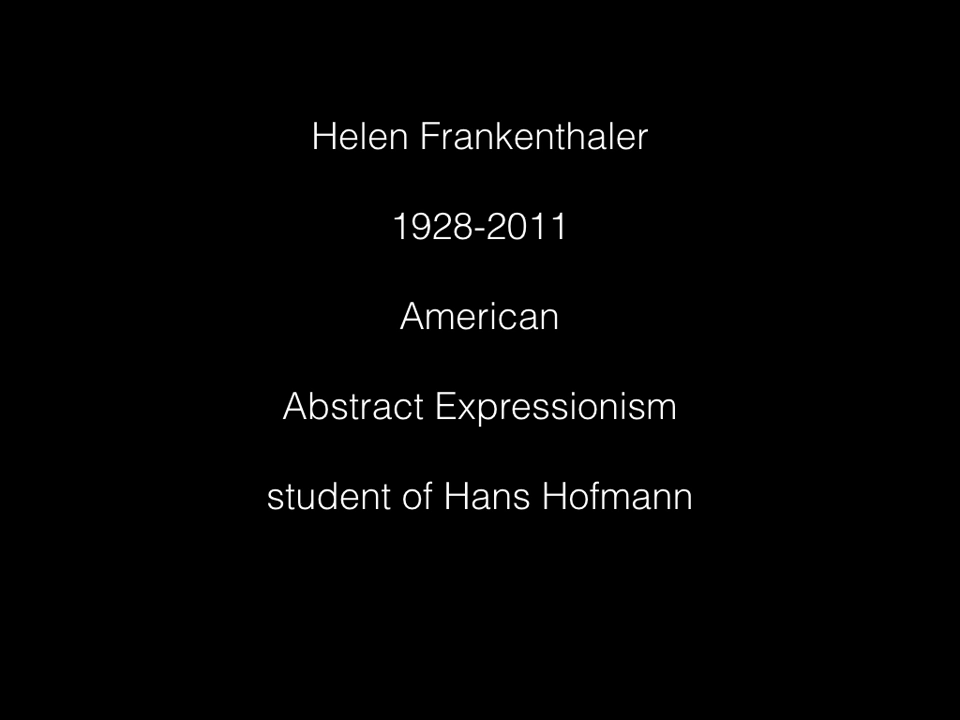 Helen Frankenthaler
1928-2011
American
Abstract Expressionism
student of Hans Hofmann